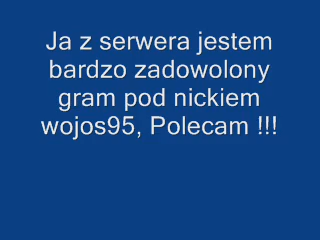 Ja z serwera jestem
bardzo zadowolony
gram pod nickiem
wojos95, Polecam !!!